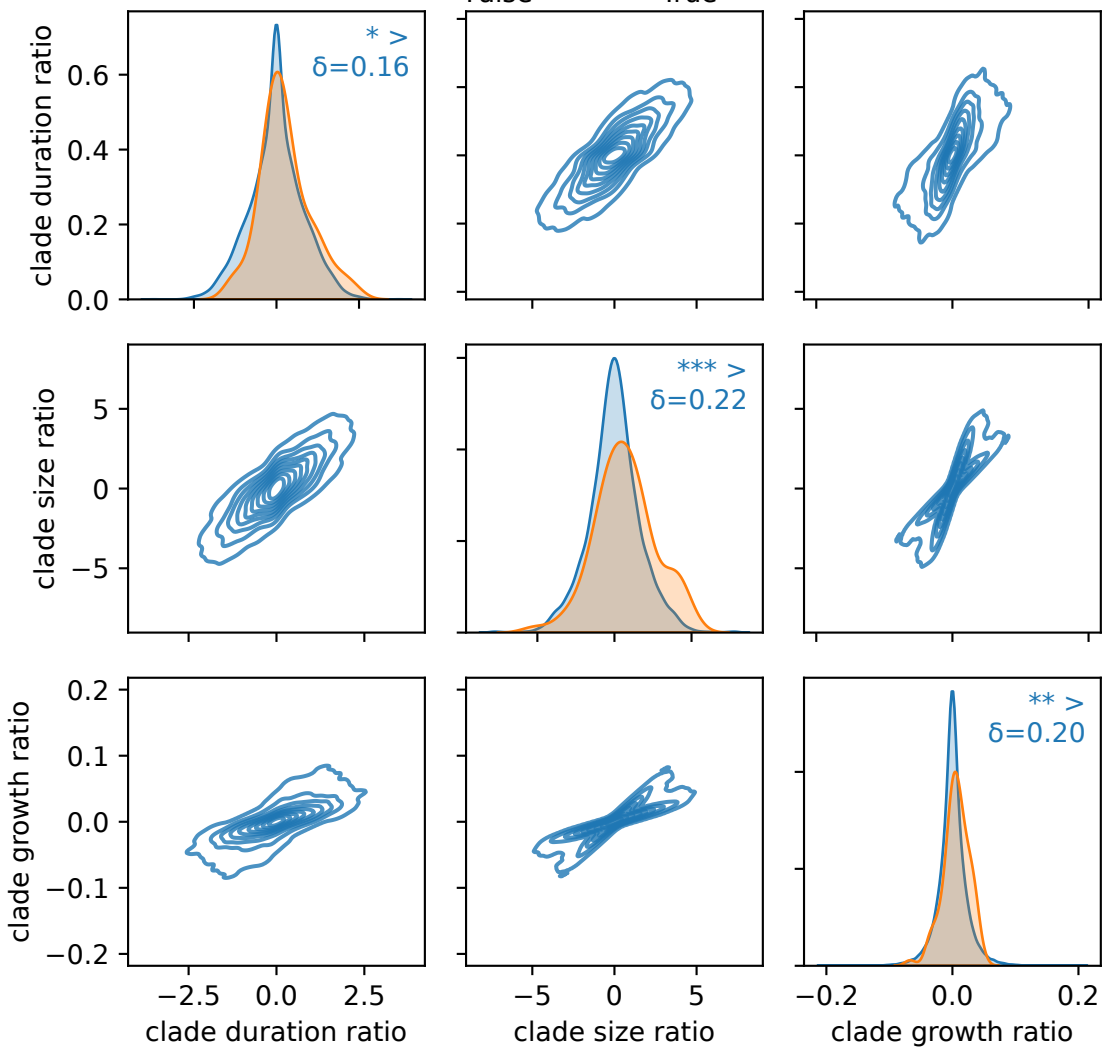 False True
clade duration ratio
0.6
0.4
0.2
0.0
* >
δ=0.16
clade size ratio
5
0
−5
*** >
δ=0.22
clade growth ratio
0.2
0.1
0.0
−0.1
−0.2
** >
δ=0.20
−2.5 0.0 2.5
−5 0 5
−0.2 0.0 0.2
clade duration ratio
clade size ratio
clade growth ratio